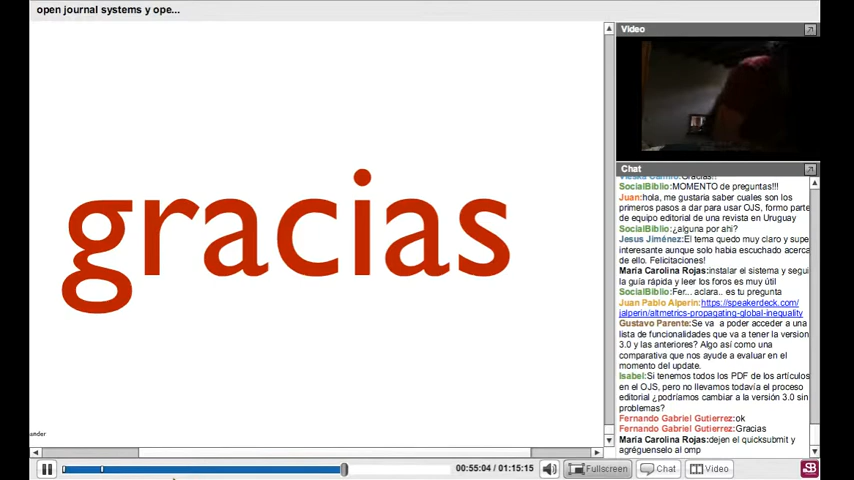 open journal systems y ope...
gracias
ander
Video
Chat
SocialBiblio:MOMENTO de preguntas!!!
Juan:hola, me gustaria saber cuales son los
primeros pasos a dar para usar OJS, formo parte
de equipo editorial de una revista en Uruguay
SocialBiblio:¿alguna por ahi?
Jesus Jiménez:El tema quedo muy claro y supe
interesante aunque solo habia escuchado acerca
de ello. Felicitaciones!
María Carolina Rojas:instalar el sistema y segui
la guía rápida y leer los foros es muy útil
SocialBiblio:Fer... aclara.. es tu pregunta
Juan Pablo Alperin:https://speakerdeck.com/
jalperin/altmetrics-propagating-global-inequality
Gustavo Parente:Se va a poder acceder a una
lista de funcionalidades que va a tener la version
3.0 y las anteriores? Algo así como una
comparativa que nos ayude a evaluar en el
momento del update.
Isabel:Si tenemos todos los PDF de los artículos
en el OJS, pero no llevamos todavía el proceso
editorial ¿podríamos cambiar a la versión 3.0 sin
problemas?
Fernando Gabriel Gutierrez:ok
Fernando Gabriel Gutierrez:Gracias
María Carolina Rojas:dejen el quicksubmit y
agréguenselo al omp
00:55:04 / 01:15:15
Fullscreen
Chat
Video
SB